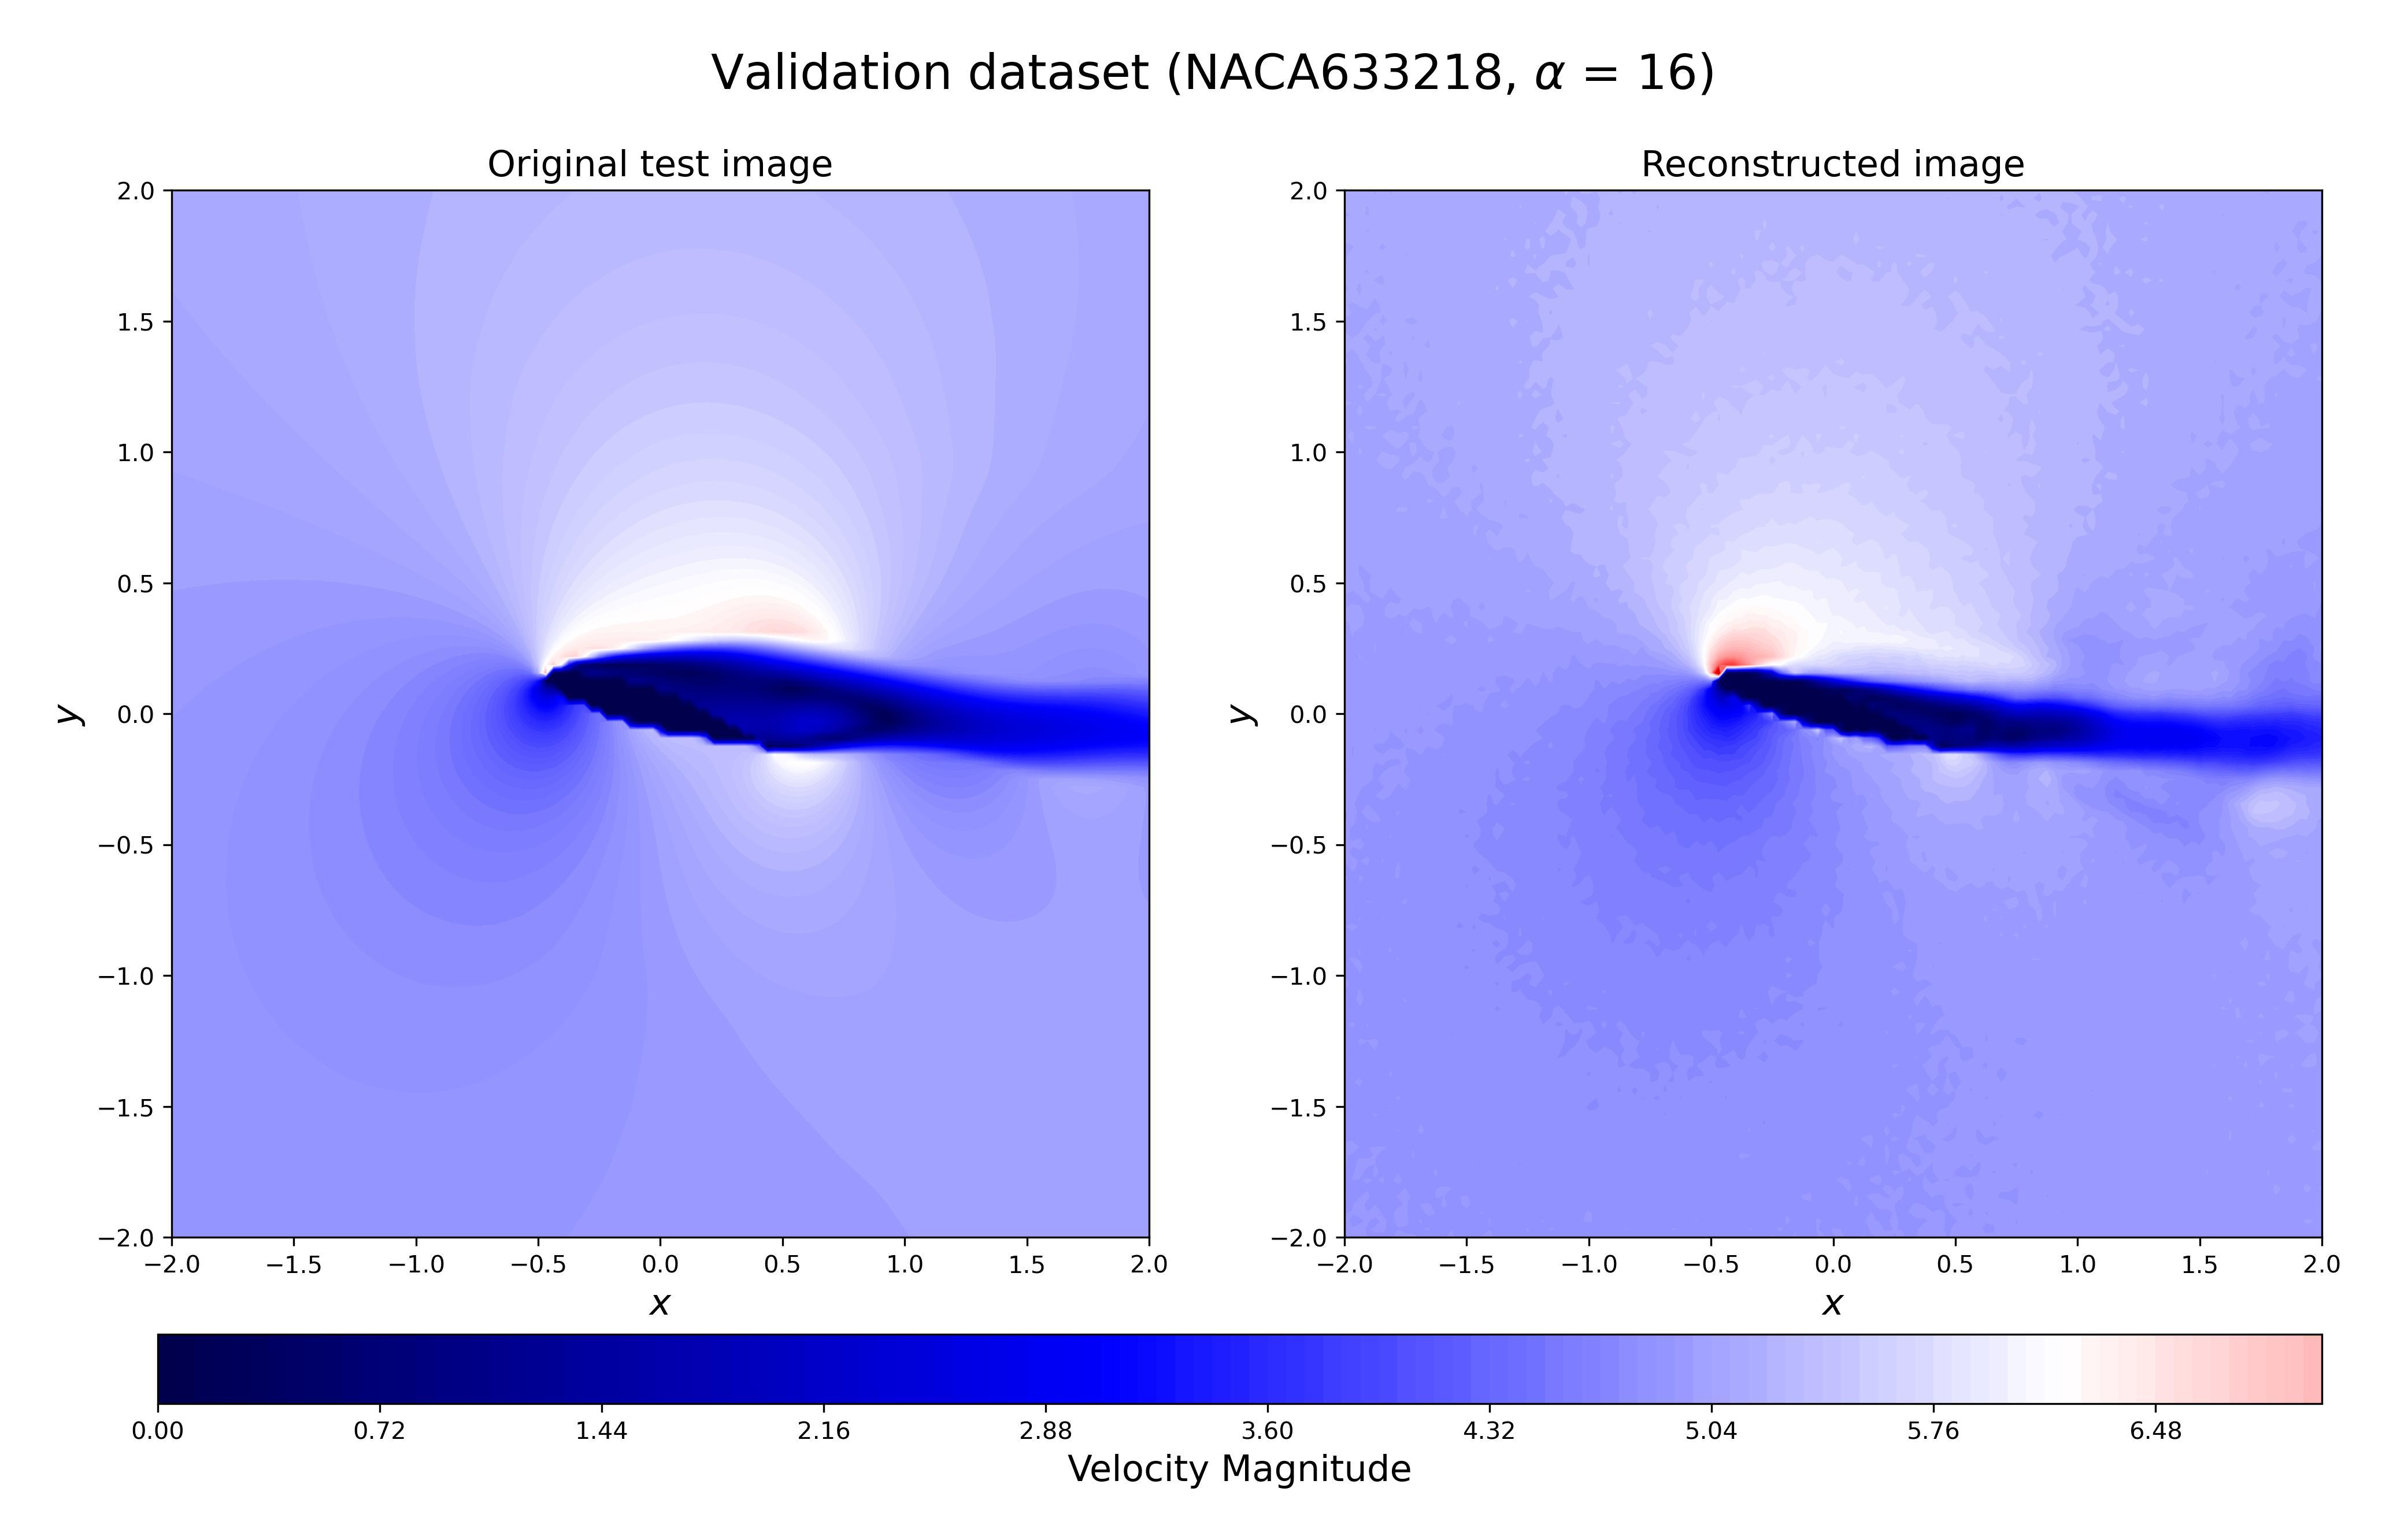 Validation dataset (NACA633218, α = 16)
Original test image
Reconstructed image
2.0
1.5
1.0
0.5
0.0
−0.5
−1.0
−1.5
−2.0
y
2.0
1.5
1.0
0.5
0.0
−0.5
−1.0
−1.5
−2.0
y
−2.0 −1.5 −1.0 −0.5 0.0 0.5 1.0 1.5 2.0
x
−2.0 −1.5 −1.0 −0.5 0.0 0.5 1.0 1.5 2.0
x
0.00 0.72 1.44 2.16 2.88 3.60 4.32 5.04 5.76 6.48
Velocity Magnitude